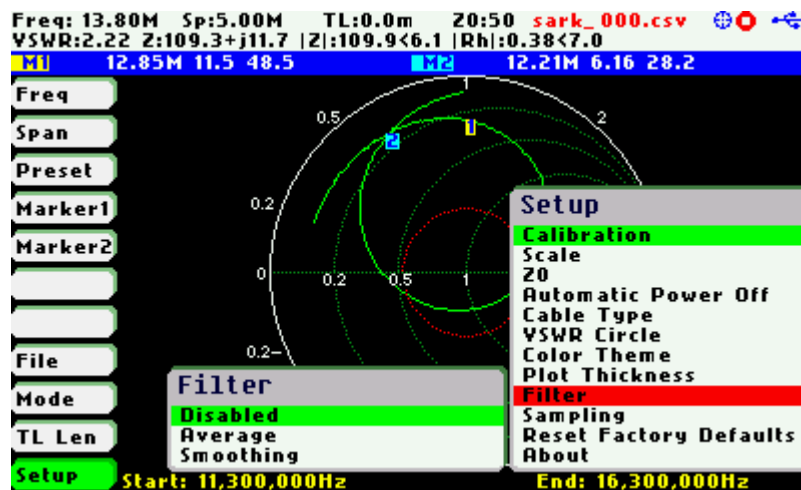 Freq: 13.80M Sp:5.00M TL:0.0m Z0:50 sark_000.csv
VSWR:2.22 Z:109.3+j11.7 |Z|:109.9<6.1 |Rh|:0.38<7.0
M1 12.85M 11.5 48.5 M2 12.21M 6.16 28.2
Freq
Span
Preset
Marker1
Marker2
File
Mode
TL Len
Setup
1
0.5
2
2
1
0.2
0
0.2
0.5
1
0.2
Setup
Calibration
Scale
Z0
Automatic Power Off
Cable Type
VSWR Circle
Color Theme
Plot Thickness
Filter
Sampling
Reset Factory Defaults
About
Filter
Disabled
Average
Smoothing
Start: 11,300,000Hz End: 16,300,000Hz